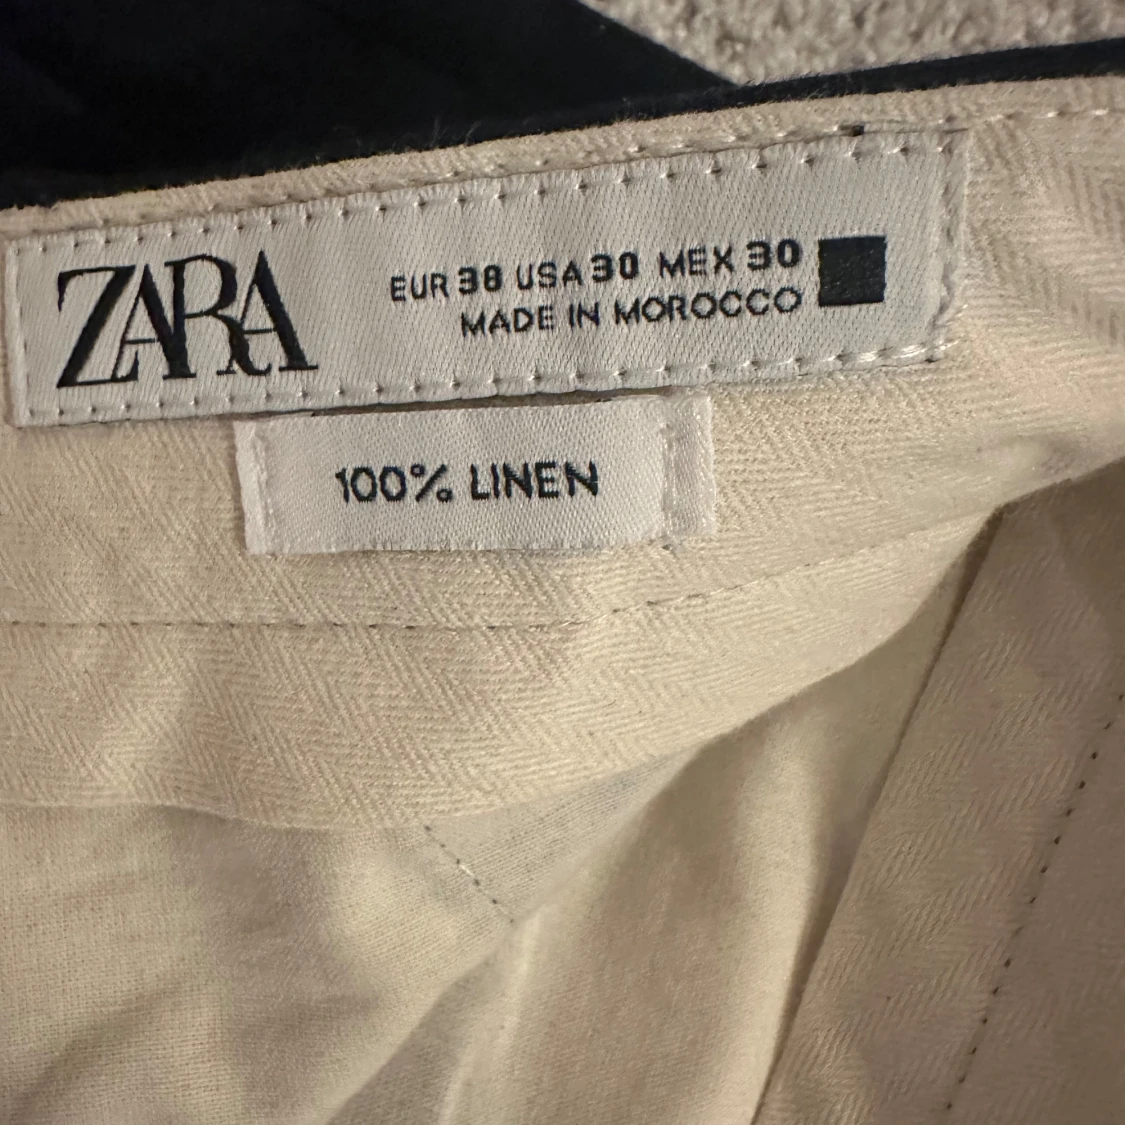 ZARA
EUR 38 USA 30 MEX 30
MADE IN MOROCCO
100% LINEN